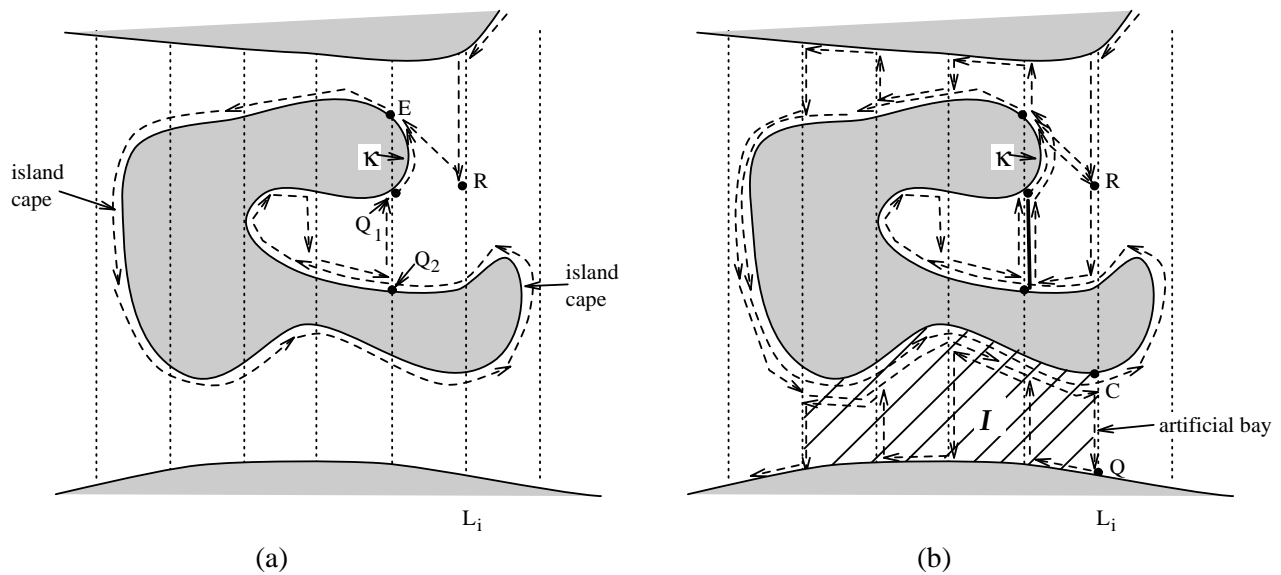 E
κ
R
island
cape
Q1
Q2
island
cape
Li
(a)
κ
R
C
I
artificial bay
Q
Li
(b)